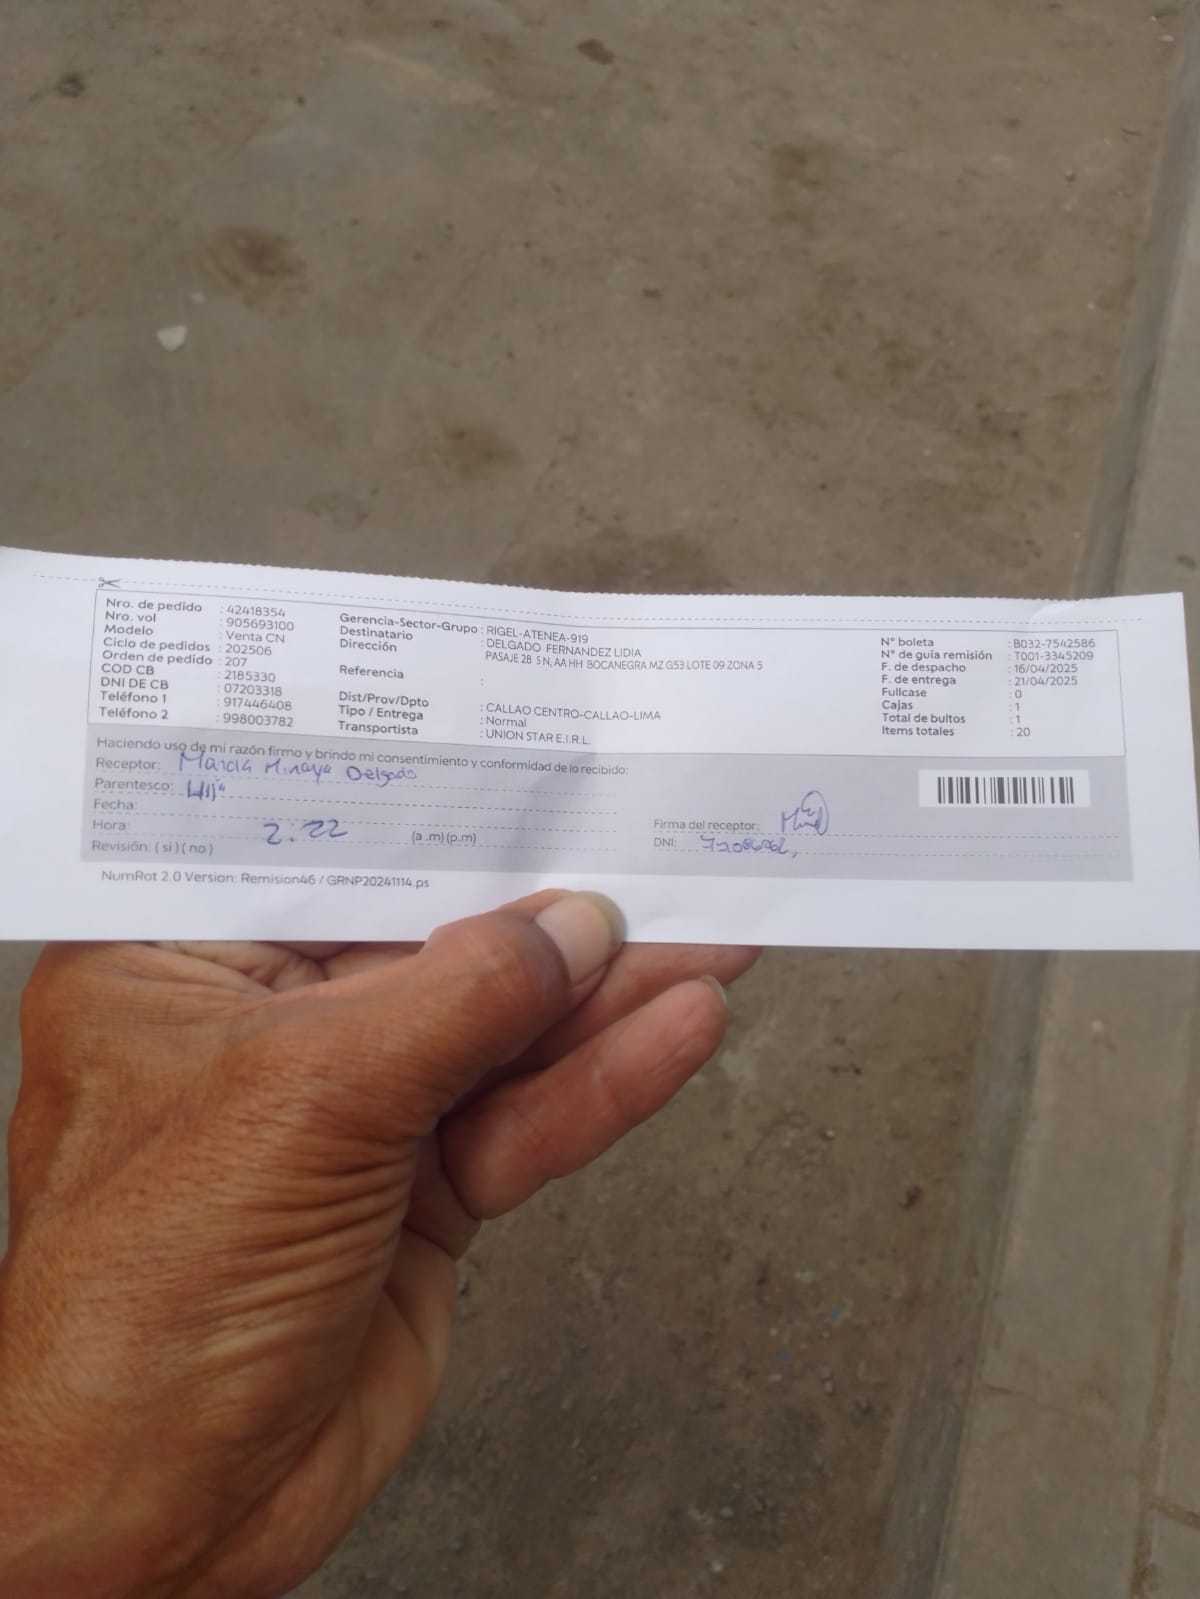 Nro. de pedido : 42418354
Nro. vol : 905693100
Modelo : Venta CN
Ciclo de pedidos : 202506
Orden de pedido : 207
COD CB : 2185330
DNI DE CB : 07203318
Teléfono 1 : 917446408
Teléfono 2 : 998003782
Gerencia-Sector-Grupo : RIGEL-ATENEA-919
Destinatario : DELGADO FERNANDEZ LIDIA
Dirección PASAJE 28 SN, AA HH BOCANEGRA MZ G53 LOTE 09 ZONA 5
Referencia :
Dist/Prov/Dpto : CALLAO CENTRO-CALLAO-LIMA
Tipo / Entrega : Normal
Transportista : UNION STAR E.I.R.L.
N° boleta : B032-7542586
N° de guía remisión : T001-3345209
F. de despacho : 16/04/2025
F. de entrega : 21/04/2025
Fullcase : 0
Cajas : 1
Total de bultos : 1
Items totales : 20
Haciendo uso de mi razón firmo y brindo mi consentimiento y conformidad de lo recibido:
Receptor: Marcia Minaya Delgado
Parentesco: Hija
Fecha:
Hora: 2:22 (a .m) (p.m)
Revisión: ( si ) ( no )
Firma del receptor:
DNI:
NumRot 2.0 Version: Remision46 / GRNP20241114.ps